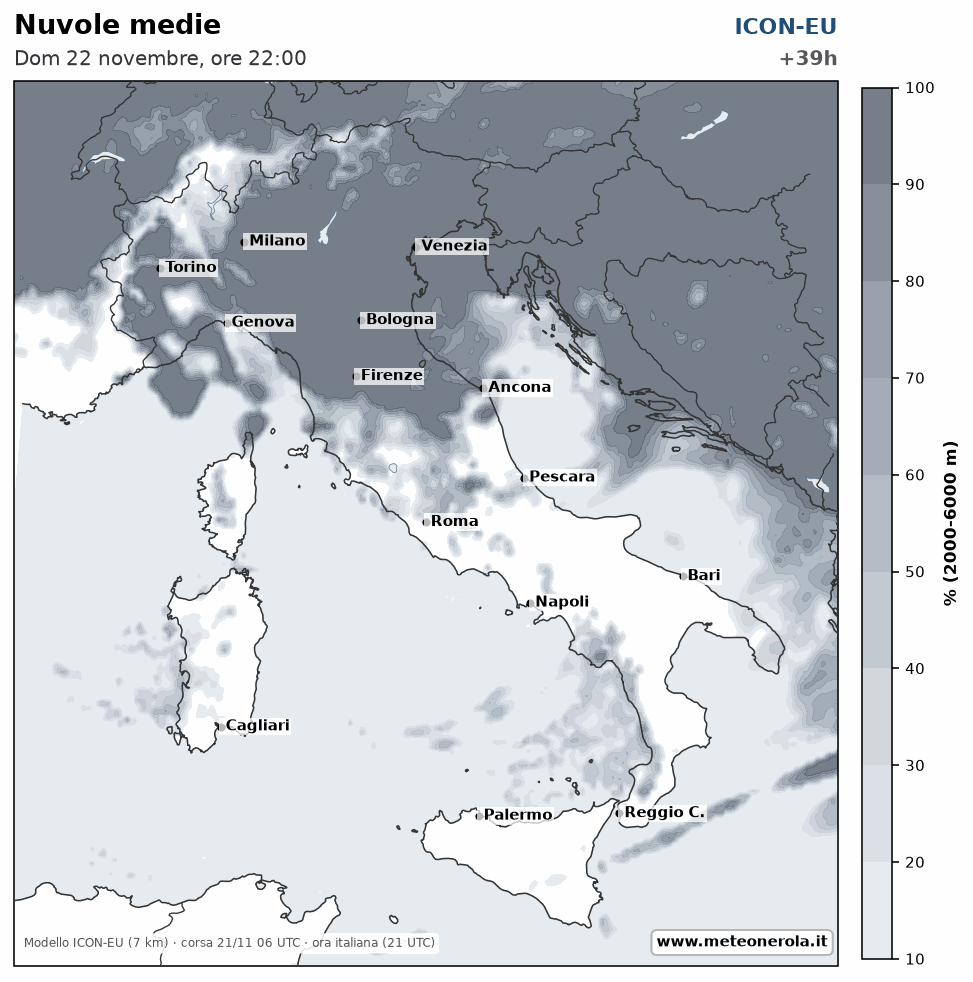 Nuvole medie
ICON-EU
Dom 22 novembre, ore 22:00
+39h
100
90
80
70
60
50
40
30
20
10
% (2000-6000 m)
Milano
Venezia
Torino
Genova
Bologna
Firenze
Ancona
Pescara
Roma
Bari
Napoli
Cagliari
Palermo
Reggio C.
Modello ICON-EU (7 km) · corsa 21/11 06 UTC · ora italiana (21 UTC)
www.meteonerola.it